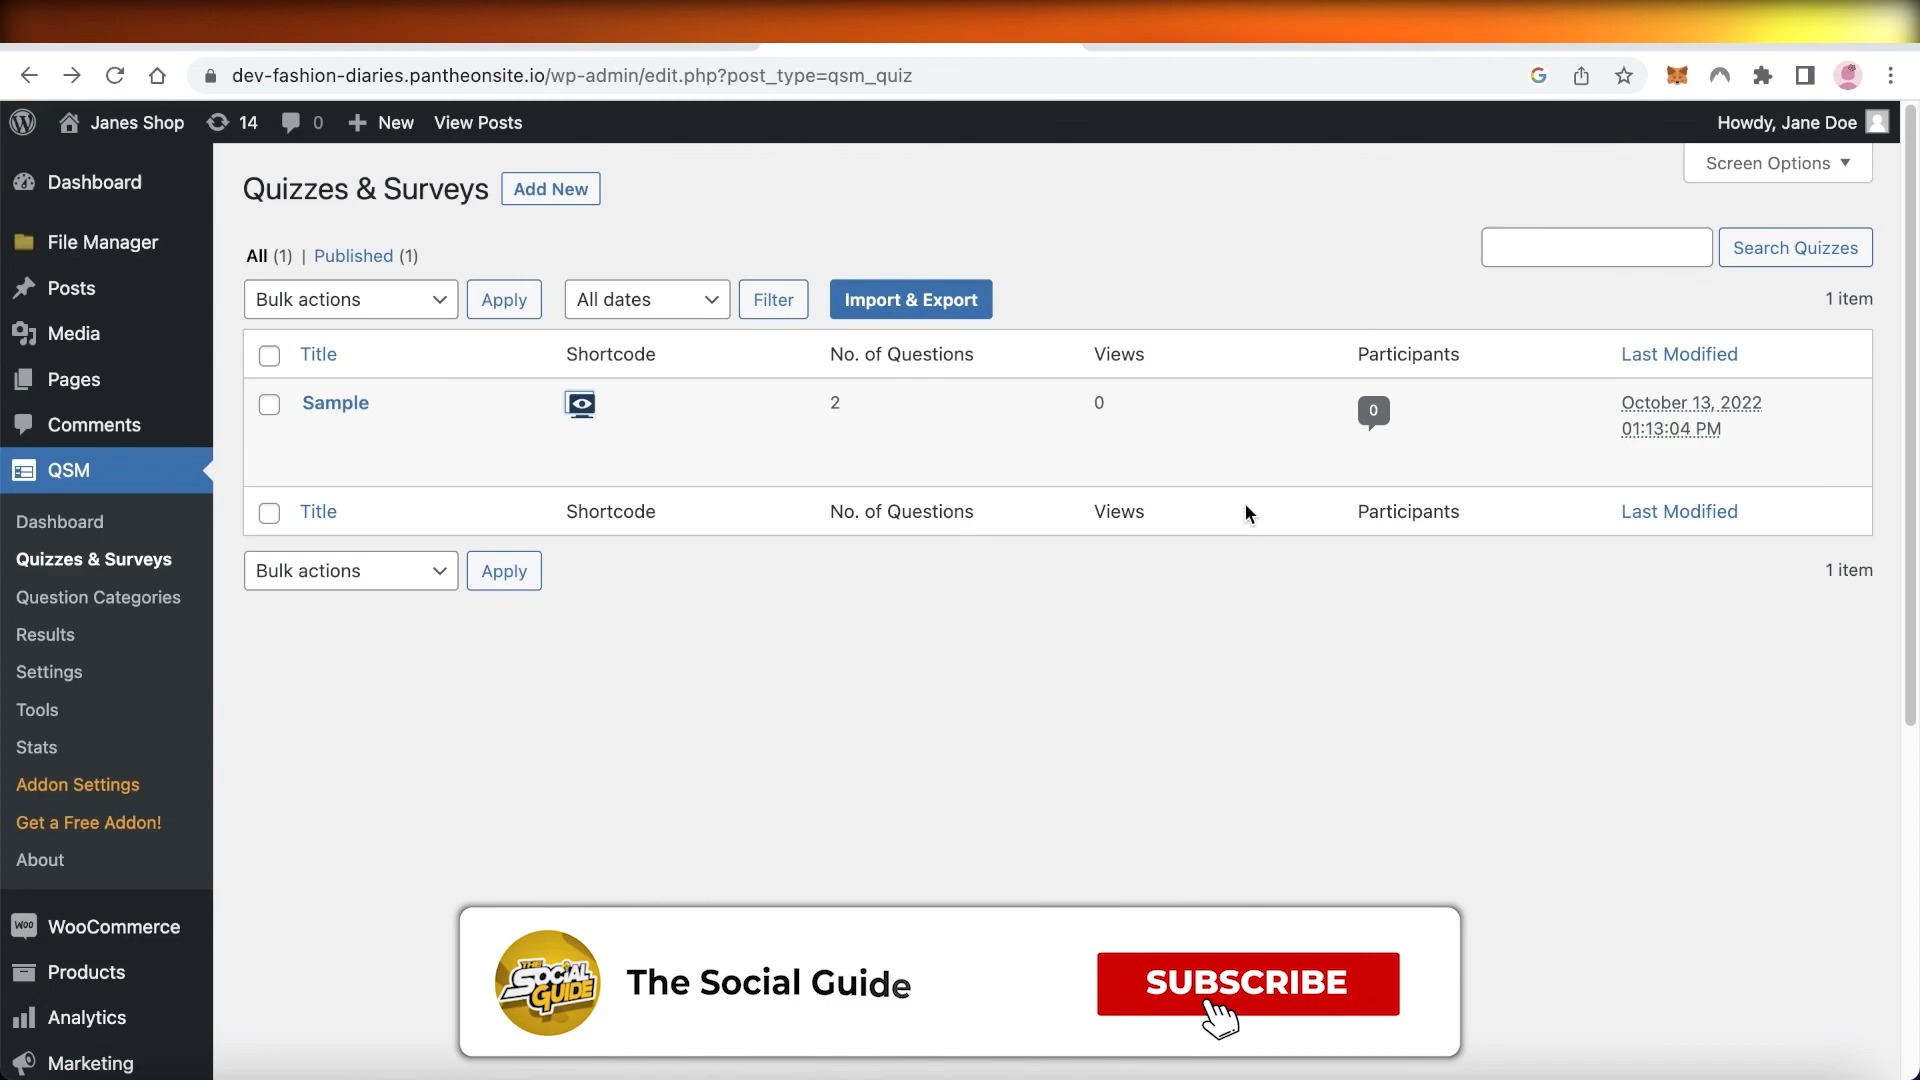 dev-fashion-diaries.pantheonsite.io/wp-admin/edit.php?post_type=qsm_quiz
Janes Shop 14 0 New View Posts Howdy, Jane Doe
Screen Options
Dashboard
File Manager
Posts
Media
Pages
Comments
QSM
Dashboard
Quizzes & Surveys
Question Categories
Results
Settings
Tools
Stats
Addon Settings
Get a Free Addon!
About
WooCommerce
Products
Analytics
Marketing
Quizzes & Surveys Add New
All (1) | Published (1)
Search Quizzes
Bulk actions Apply All dates Filter Import & Export 1 item
Title Shortcode No. of Questions Views Participants Last Modified
Sample 2 0 0 October 13, 2022
01:13:04 PM
Title Shortcode No. of Questions Views Participants Last Modified
Bulk actions Apply 1 item
THE
SOCIAL
GUIDE
The Social Guide
SUBSCRIBE